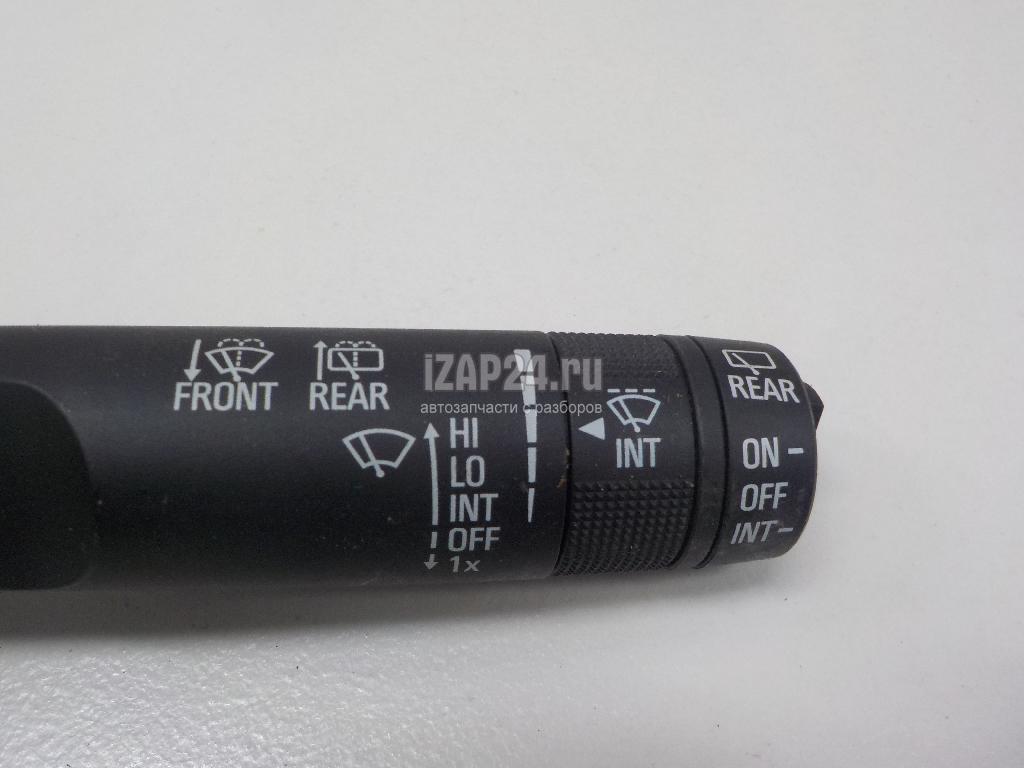 FRONT
REAR
iZAP24.ru
автозапчасти с разборов
HI
LO
INT
OFF
1x
INT
REAR
ON
OFF
INT